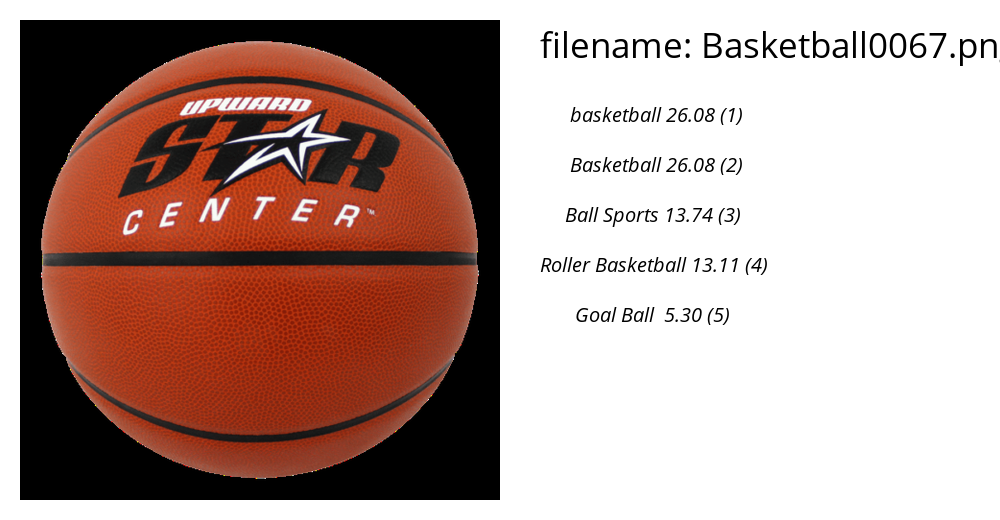 filename: Basketball0067.pn
UPWARD
STAR
CENTER™
basketball 26.08 (1)
Basketball 26.08 (2)
Ball Sports 13.74 (3)
Roller Basketball 13.11 (4)
Goal Ball 5.30 (5)